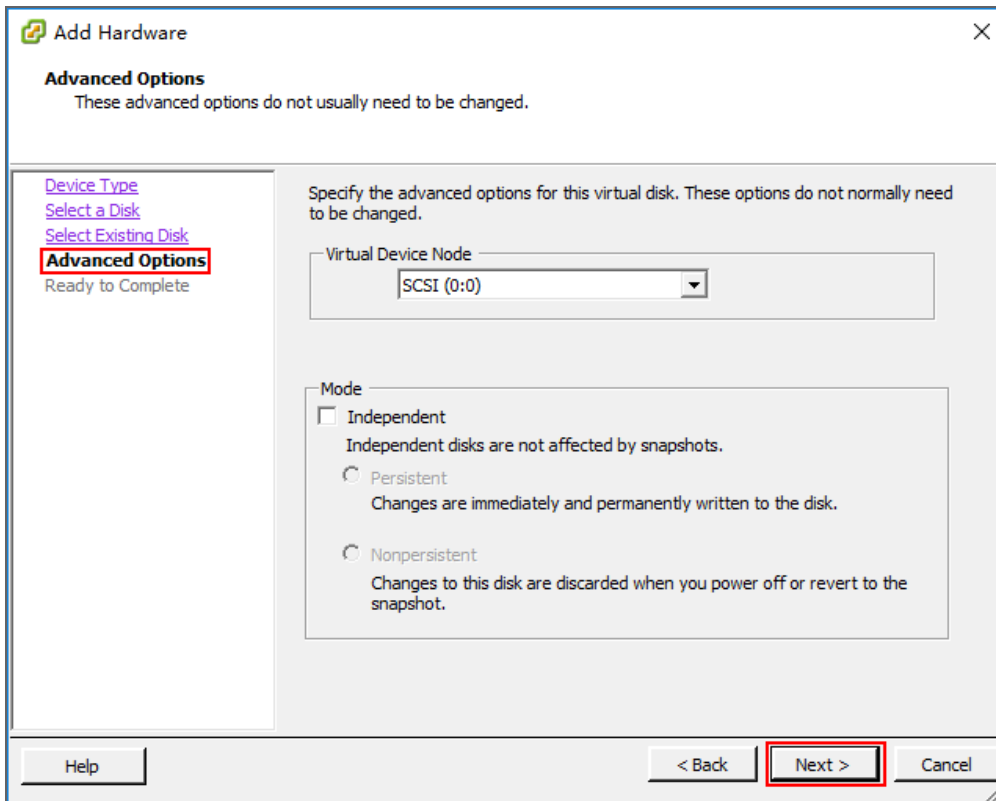 Add Hardware
Advanced Options
These advanced options do not usually need to be changed.
Device Type
Select a Disk
Select Existing Disk
Advanced Options
Ready to Complete
Specify the advanced options for this virtual disk. These options do not normally need
to be changed.
Virtual Device Node
SCSI (0:0)
Mode
Independent
Independent disks are not affected by snapshots.
Persistent
Changes are immediately and permanently written to the disk.
Nonpersistent
Changes to this disk are discarded when you power off or revert to the
snapshot.
Help
< Back
Next >
Cancel